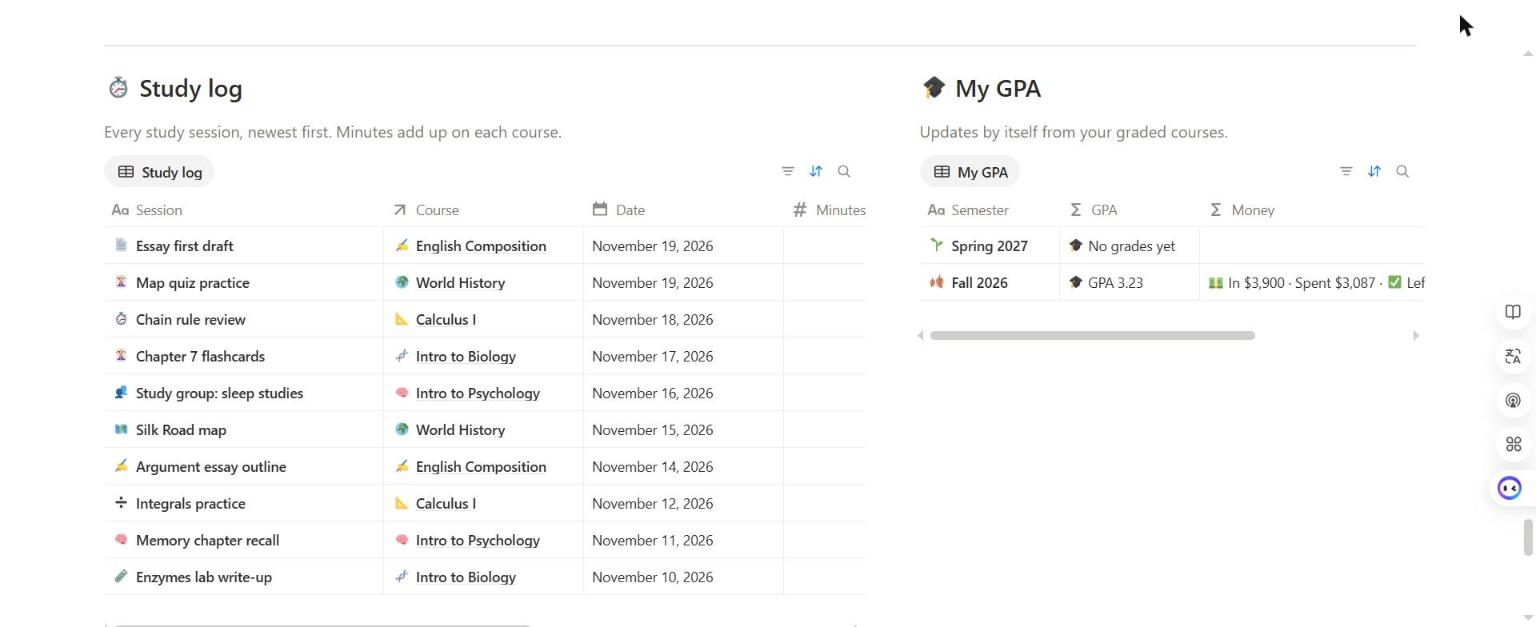 Study log
Every study session, newest first. Minutes add up on each course.
Study log
Aa Session Course Date # Minutes
Essay first draft English Composition November 19, 2026
Map quiz practice World History November 19, 2026
Chain rule review Calculus I November 18, 2026
Chapter 7 flashcards Intro to Biology November 17, 2026
Study group: sleep studies Intro to Psychology November 16, 2026
Silk Road map World History November 15, 2026
Argument essay outline English Composition November 14, 2026
Integrals practice Calculus I November 12, 2026
Memory chapter recall Intro to Psychology November 11, 2026
Enzymes lab write-up Intro to Biology November 10, 2026
My GPA
Updates by itself from your graded courses.
My GPA
Aa Semester Σ GPA Σ Money
Spring 2027 No grades yet
Fall 2026 GPA 3.23 In $3,900 · Spent $3,087 · Lef